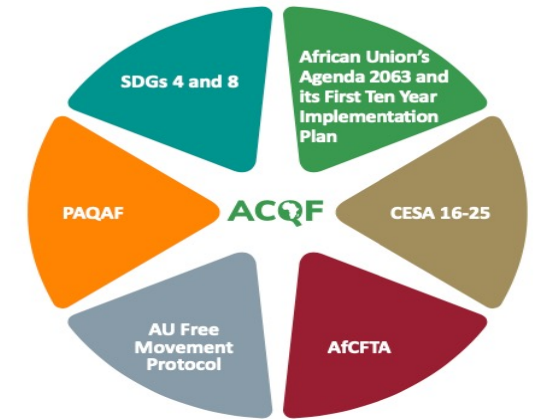 SDGs 4 and 8
African Union's
Agenda 2063 and
its First Ten Year
Implementation
Plan
PAQAF
ACQF
CESA 16-25
AU Free
Movement
Protocol
AfCFTA